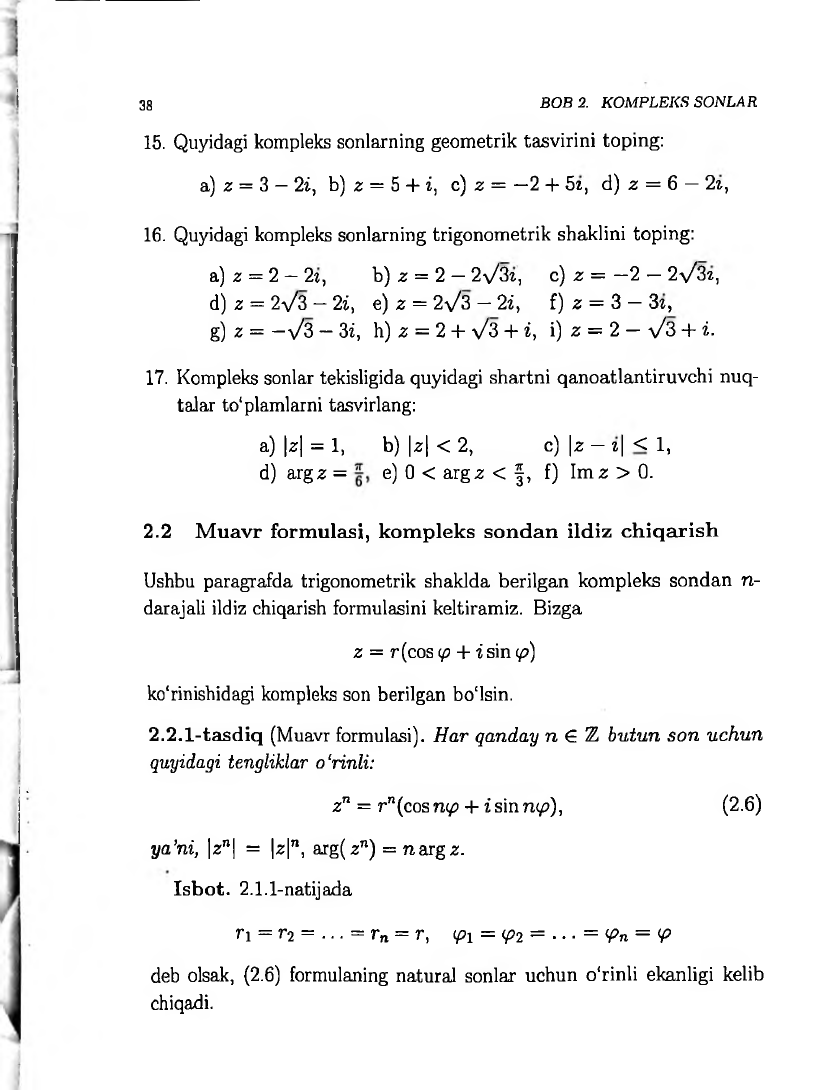 38 BOB 2. KOMPLEKS SONLAR
15. Quyidagi kompleks sonlarning geometrik tasvirini toping:
a) z = 3 − 2i, b) z = 5 + i, c) z = −2 + 5i, d) z = 6 − 2i,
16. Quyidagi kompleks sonlarning trigonometrik shaklini toping:
a) z = 2 − 2i, b) z = 2 − 2√3i, c) z = −2 − 2√3i,
d) z = 2√3 − 2i, e) z = 2√3 − 2i, f) z = 3 − 3i,
g) z = −√3 − 3i, h) z = 2 + √3 + i, i) z = 2 − √3 + i.
17. Kompleks sonlar tekisligida quyidagi shartni qanoatlantiruvchi nuq-
talar to‘plamlarni tasvirlang:
a) |z| = 1, b) |z| < 2, c) |z − i| ≤ 1,
d) arg z = π/6, e) 0 < arg z < π/3, f) Im z > 0.
2.2 Muavr formulasi, kompleks sondan ildiz chiqarish
Ushbu paragrafda trigonometrik shaklda berilgan kompleks sondan n-
darajali ildiz chiqarish formulasini keltiramiz. Bizga
z = r(cos φ + i sin φ)
ko‘rinishidagi kompleks son berilgan bo‘lsin.
2.2.1-tasdiq (Muavr formulasi). Har qanday n ∈ ℤ butun son uchun
quyidagi tengliklar o‘rinli:
zⁿ = rⁿ(cos nφ + i sin nφ), (2.6)
ya’ni, |zⁿ| = |z|ⁿ, arg( zⁿ) = n arg z.
Isbot. 2.1.1-natijada
r₁ = r₂ = ... = rₙ = r, φ₁ = φ₂ = ... = φₙ = φ
deb olsak, (2.6) formulaning natural sonlar uchun o‘rinli ekanligi kelib
chiqadi.